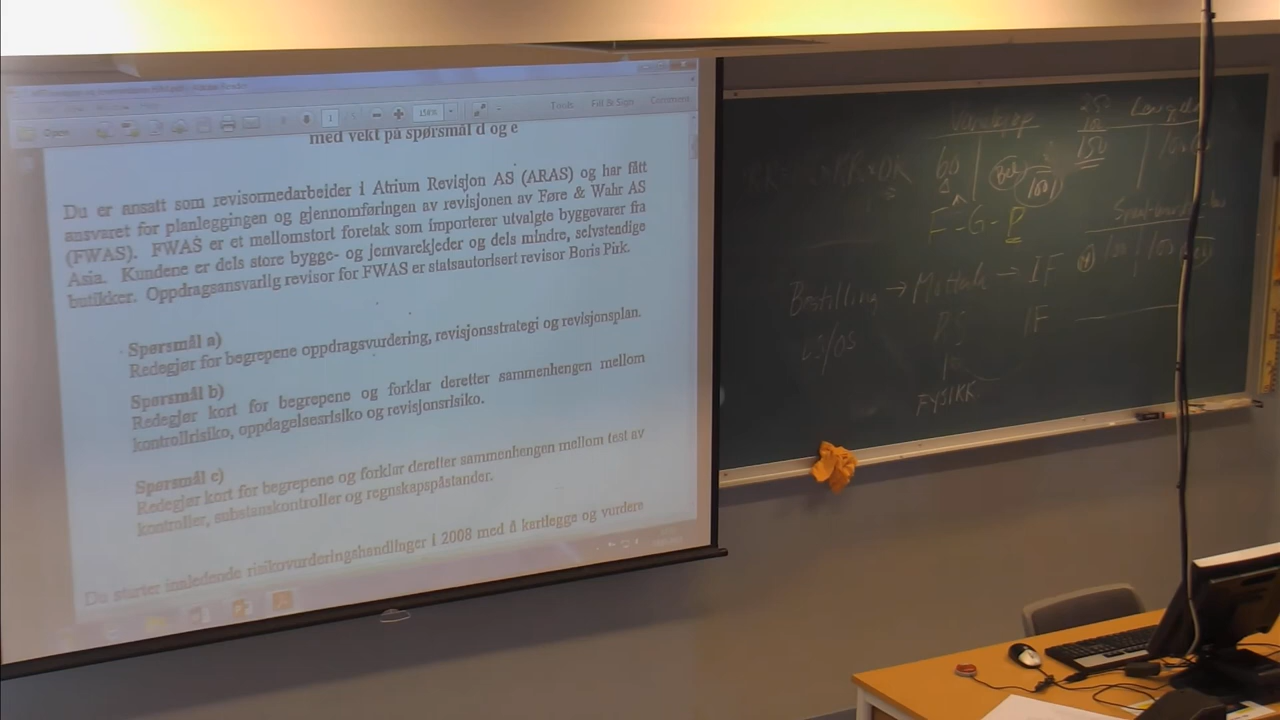 Open
1
150%
Tools
Fill & Sign
Comment
med vekt på spørsmål d og e
Du er ansatt som revisormedarbeider i Atrium Revisjon AS (ARAS) og har fått
ansvaret for planleggingen og gjennomføringen av revisjonen av Føre & Wahr AS
(FWAS). FWAS er et mellomstort foretak som importerer utvalgte byggevarer fra
Asia. Kundene er dels store bygge- og jernvarekjeder og dels mindre, selvstendige
butikker. Oppdragsansvarlig revisor for FWAS er statsautorisert revisor Boris Pirk.
Spørsmål a)
Redegjør for begrepene oppdragsvurdering, revisjonsstrategi og revisjonsplan.
Spørsmål b)
Redegjør kort for begrepene og forklar deretter sammenhengen mellom
kontrollrisiko, oppdagelsesrisiko og revisjonsrisiko.
Spørsmål c)
Redegjør kort for begrepene og forklar deretter sammenhengen mellom test av
kontroller, substanskontroller og regnskapspåstander.
Du starter innledende risikovurderingshandlinger i 2008 med å kartlegge og vurdere
60
150
F-G-P
Bestilling → Mottak → IF
IF
FYSIKK